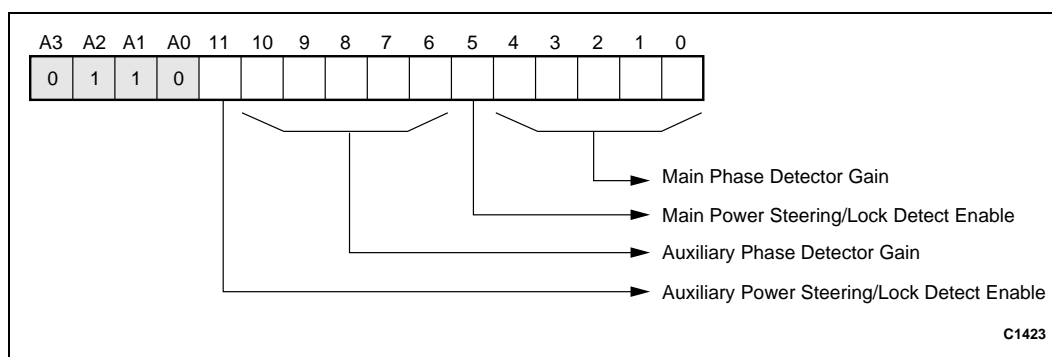 A3 A2 A1 A0 11 10 9 8 7 6 5 4 3 2 1 0
0 1 1 0
Main Phase Detector Gain
Main Power Steering/Lock Detect Enable
Auxiliary Phase Detector Gain
Auxiliary Power Steering/Lock Detect Enable
C1423